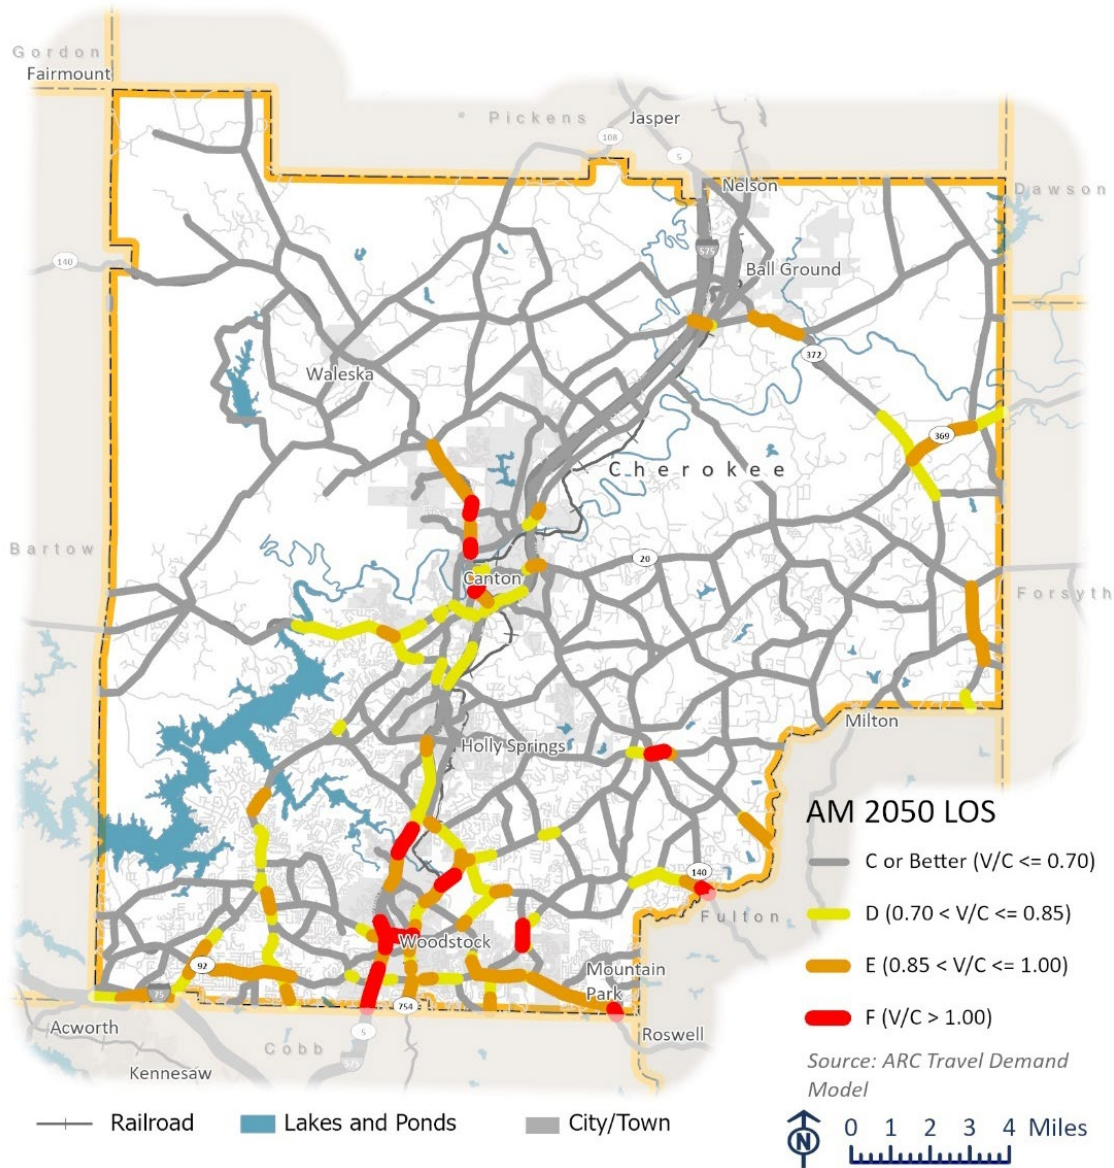 Gordon
Fairmount
Pickens
Jasper
108
5
Nelson
Dawson
575
140
Ball Ground
372
Waleska
369
Cherokee
Bartow
20
Canton
Forsyth
Milton
Holly Springs
AM 2050 LOS
C or Better (V/C <= 0.70)
140
D (0.70 < V/C <= 0.85)
Fulton
Woodstock
E (0.85 < V/C <= 1.00)
92
Mountain
Park
75
754
F (V/C > 1.00)
Acworth
5
Roswell
Cobb
575
Kennesaw
Source: ARC Travel Demand
Model
Railroad
Lakes and Ponds
City/Town
N
0 1 2 3 4 Miles